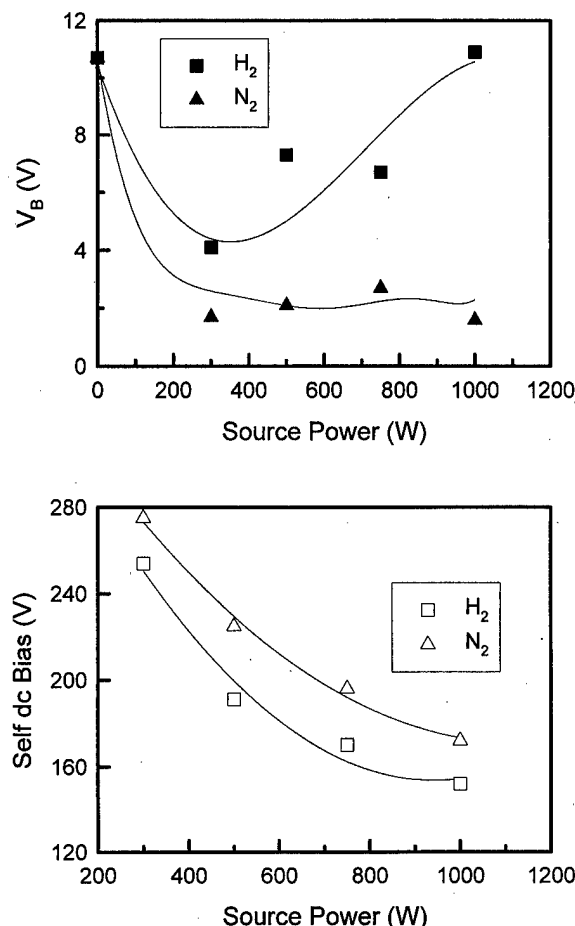 12
8
4
0
V_B (V)
H₂
N₂
0 200 400 600 800 1000 1200
Source Power (W)
280
240
200
160
120
Self dc Bias (V)
H₂
N₂
200 400 600 800 1000 1200
Source Power (W)